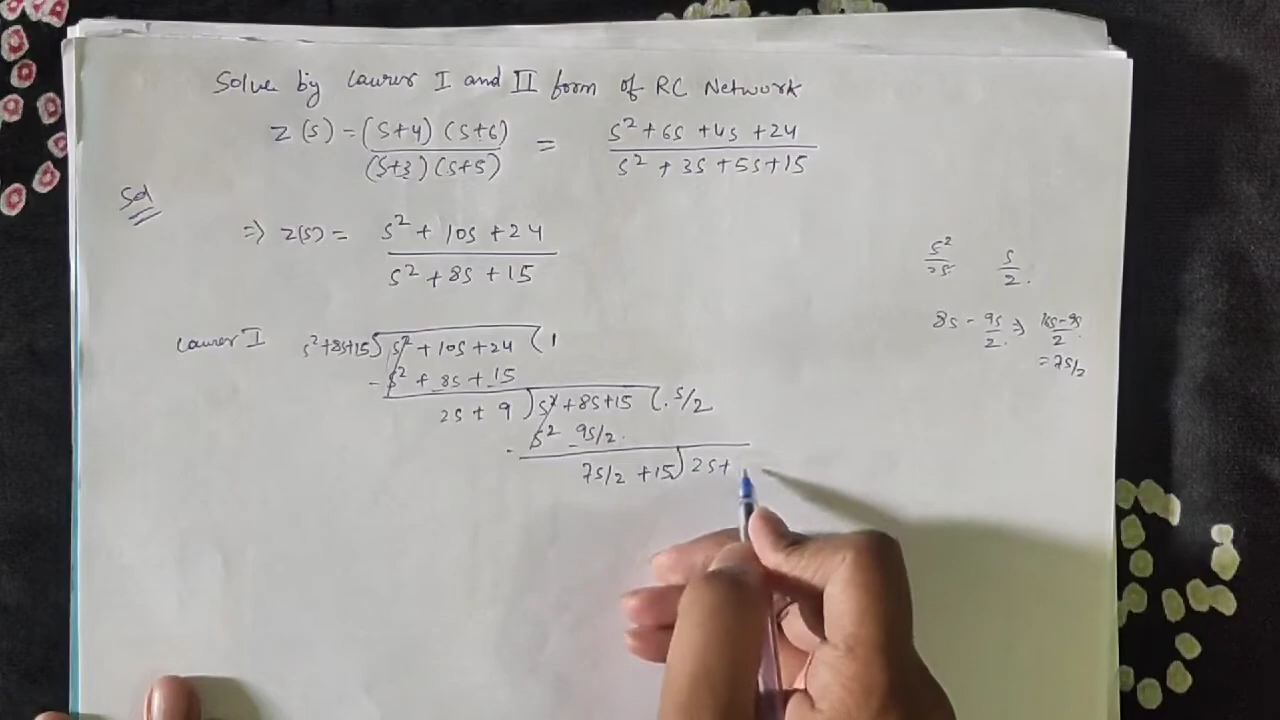 Solve by Caurer I and II form of RC Network
Z(s) = (s+4)(s+6) / (s+3)(s+5) = s² + 6s + 4s + 24 / s² + 3s + 5s + 15
Sol
⇒ Z(s) = s² + 10s + 24 / s² + 8s + 15
s²/2s s/2.
8s - 9s/2. ⇒ 16s-9s/2
= 7s/2
Caurer I s²+8s+15) s² + 10s + 24 ( 1
- s² + 8s + 15
2s + 9 ) s² + 8s + 15 ( . s/2
- s² 9s/2.
7s/2 + 15) 2s+